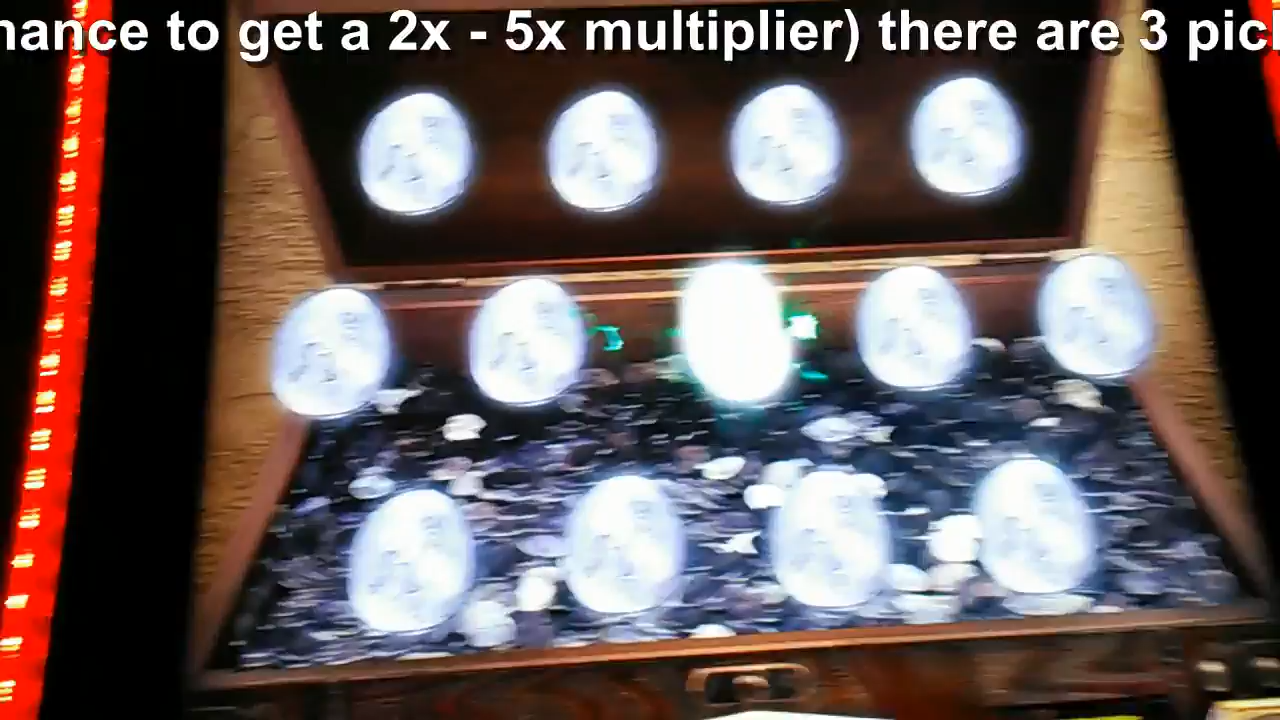 hance to get a 2x - 5x multiplier) there are 3 pic